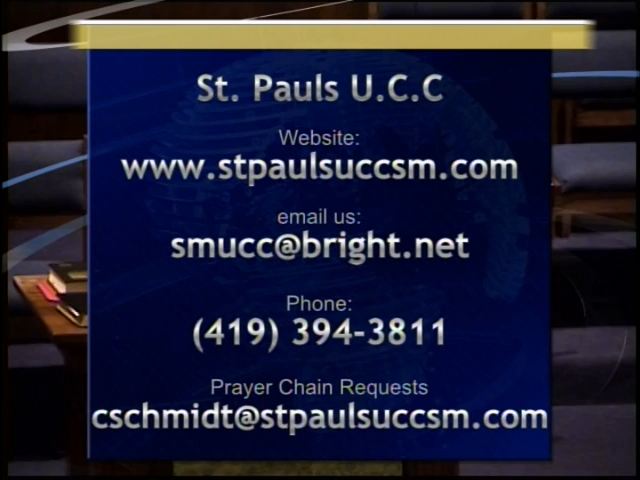 St. Pauls U.C.C
Website:
www.stpaulsuccsm.com
email us:
smucc@bright.net
Phone:
(419) 394-3811
Prayer Chain Requests
cschmidt@stpaulsuccsm.com